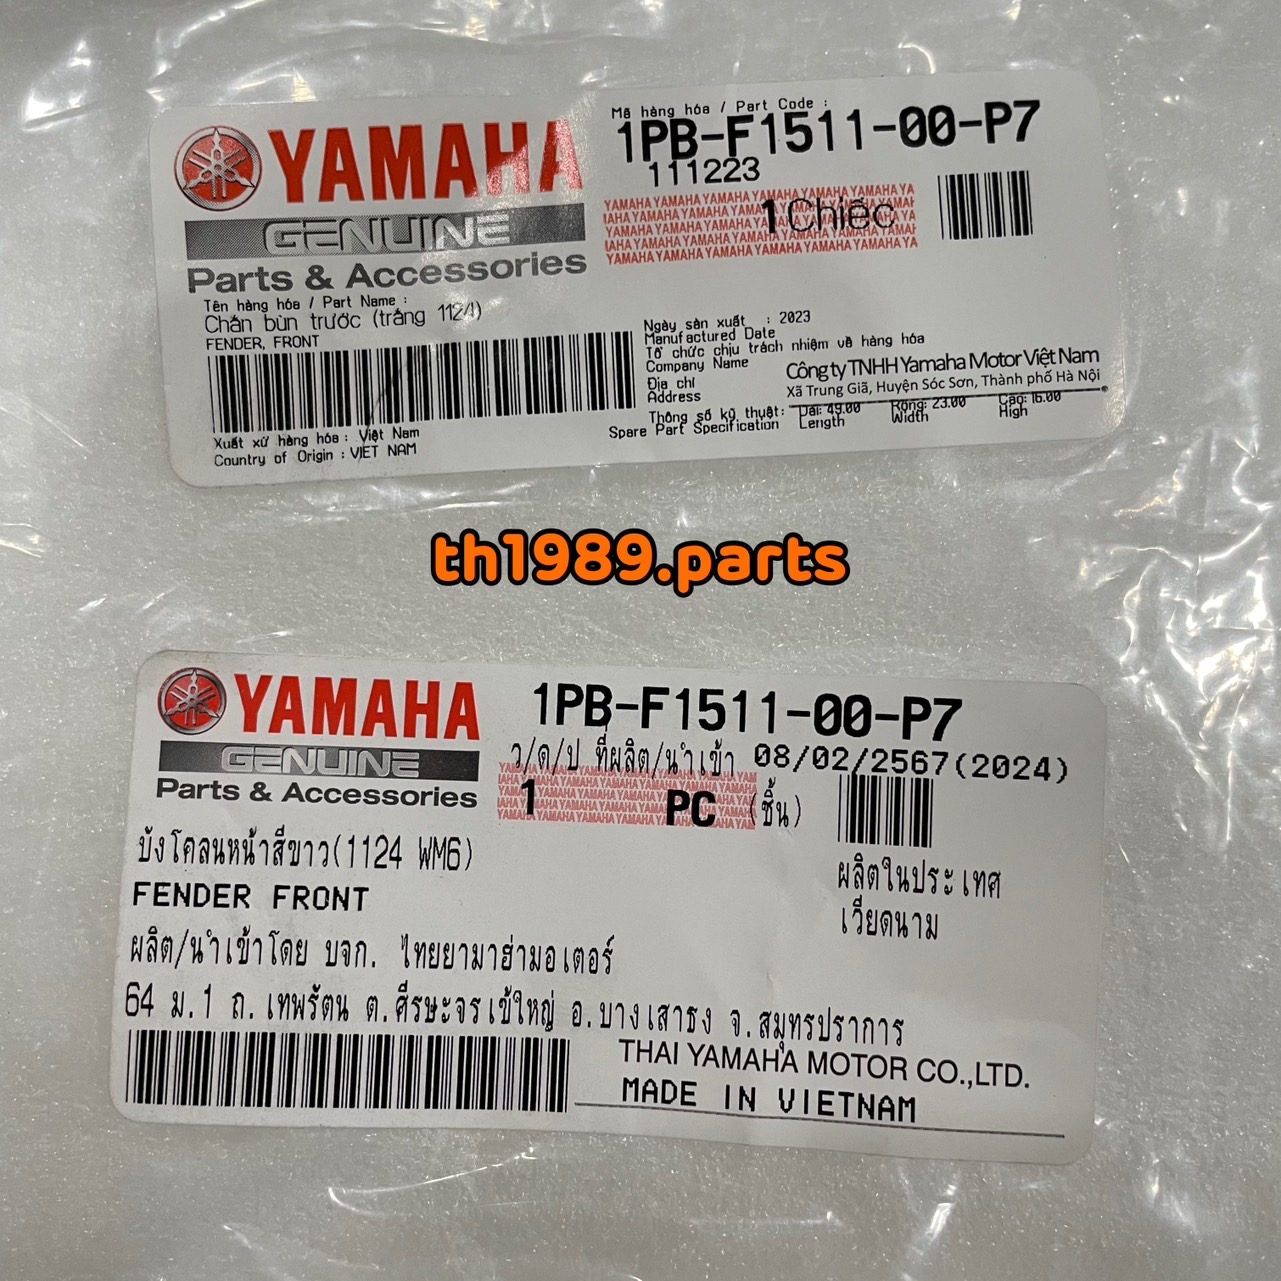 YAMAHA
GENUINE
Parts & Accessories
Mã hàng hóa / Part Code :
1PB-F1511-00-P7
111223
YAMAHA YAMAHA YAMAHA YAMAHA YAMAHA YAMAHA YA
1 Chiếc
Tên hàng hóa / Part Name :
Chắn bùn trước (trắng 1124)
FENDER, FRONT
Xuất xứ hàng hóa : Việt Nam
Country of Origin : VIET NAM
Ngày sản xuất : 2023
Manufactured Date
Tổ chức chịu trách nhiệm về hàng hóa
Company Name
Công ty TNHH Yamaha Motor Việt Nam
Địa chỉ
Address
Xã Trung Giã, Huyện Sóc Sơn, Thành phố Hà Nội
Thông số kỹ thuật: Dài: 49.00 Rộng: 23.00 Cao: 16.00
Spare Part Specification Length Width High
th1989.parts
YAMAHA
GENUINE
Parts & Accessories
1PB-F1511-00-P7
ว/ด/ป ที่ผลิต/นำเข้า 08/02/2567(2024)
1 PC (ชิ้น)
บังโคลนหน้าสีขาว(1124 WM6)
FENDER FRONT
ผลิตในประเทศ
เวียดนาม
ผลิต/นำเข้าโดย บจก. ไทยยามาฮ่ามอเตอร์
64 ม.1 ถ.เทพรัตน ต.ศีรษะจรเข้ใหญ่ อ.บางเสาธง จ.สมุทรปราการ
THAI YAMAHA MOTOR CO.,LTD.
MADE IN VIETNAM